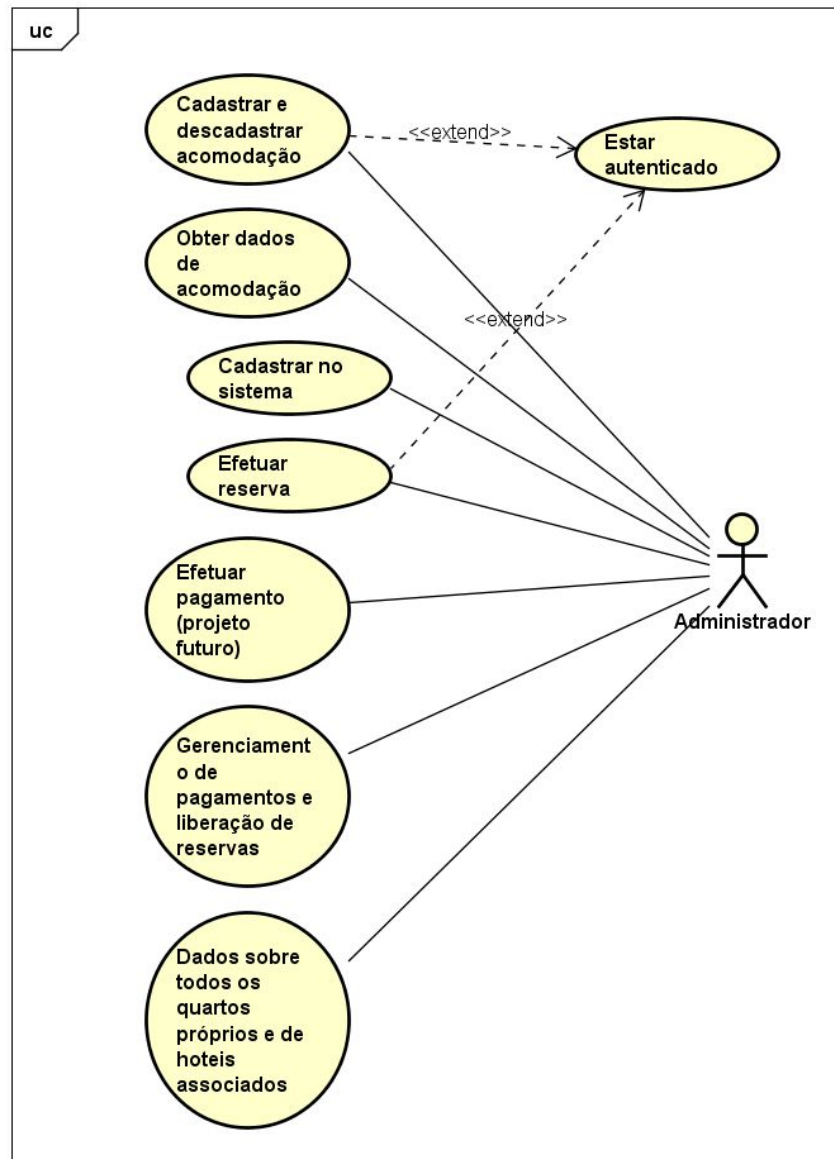 uc
Cadastrar e
descadastrar
acomodação
<<extend>>
Estar
autenticado
Obter dados
de
acomodação
<<extend>>
Cadastrar no
sistema
Efetuar
reserva
Efetuar
pagamento
(projeto
futuro)
Administrador
Gerenciament
o de
pagamentos e
liberação de
reservas
Dados sobre
todos os
quartos
próprios e de
hoteis
associados